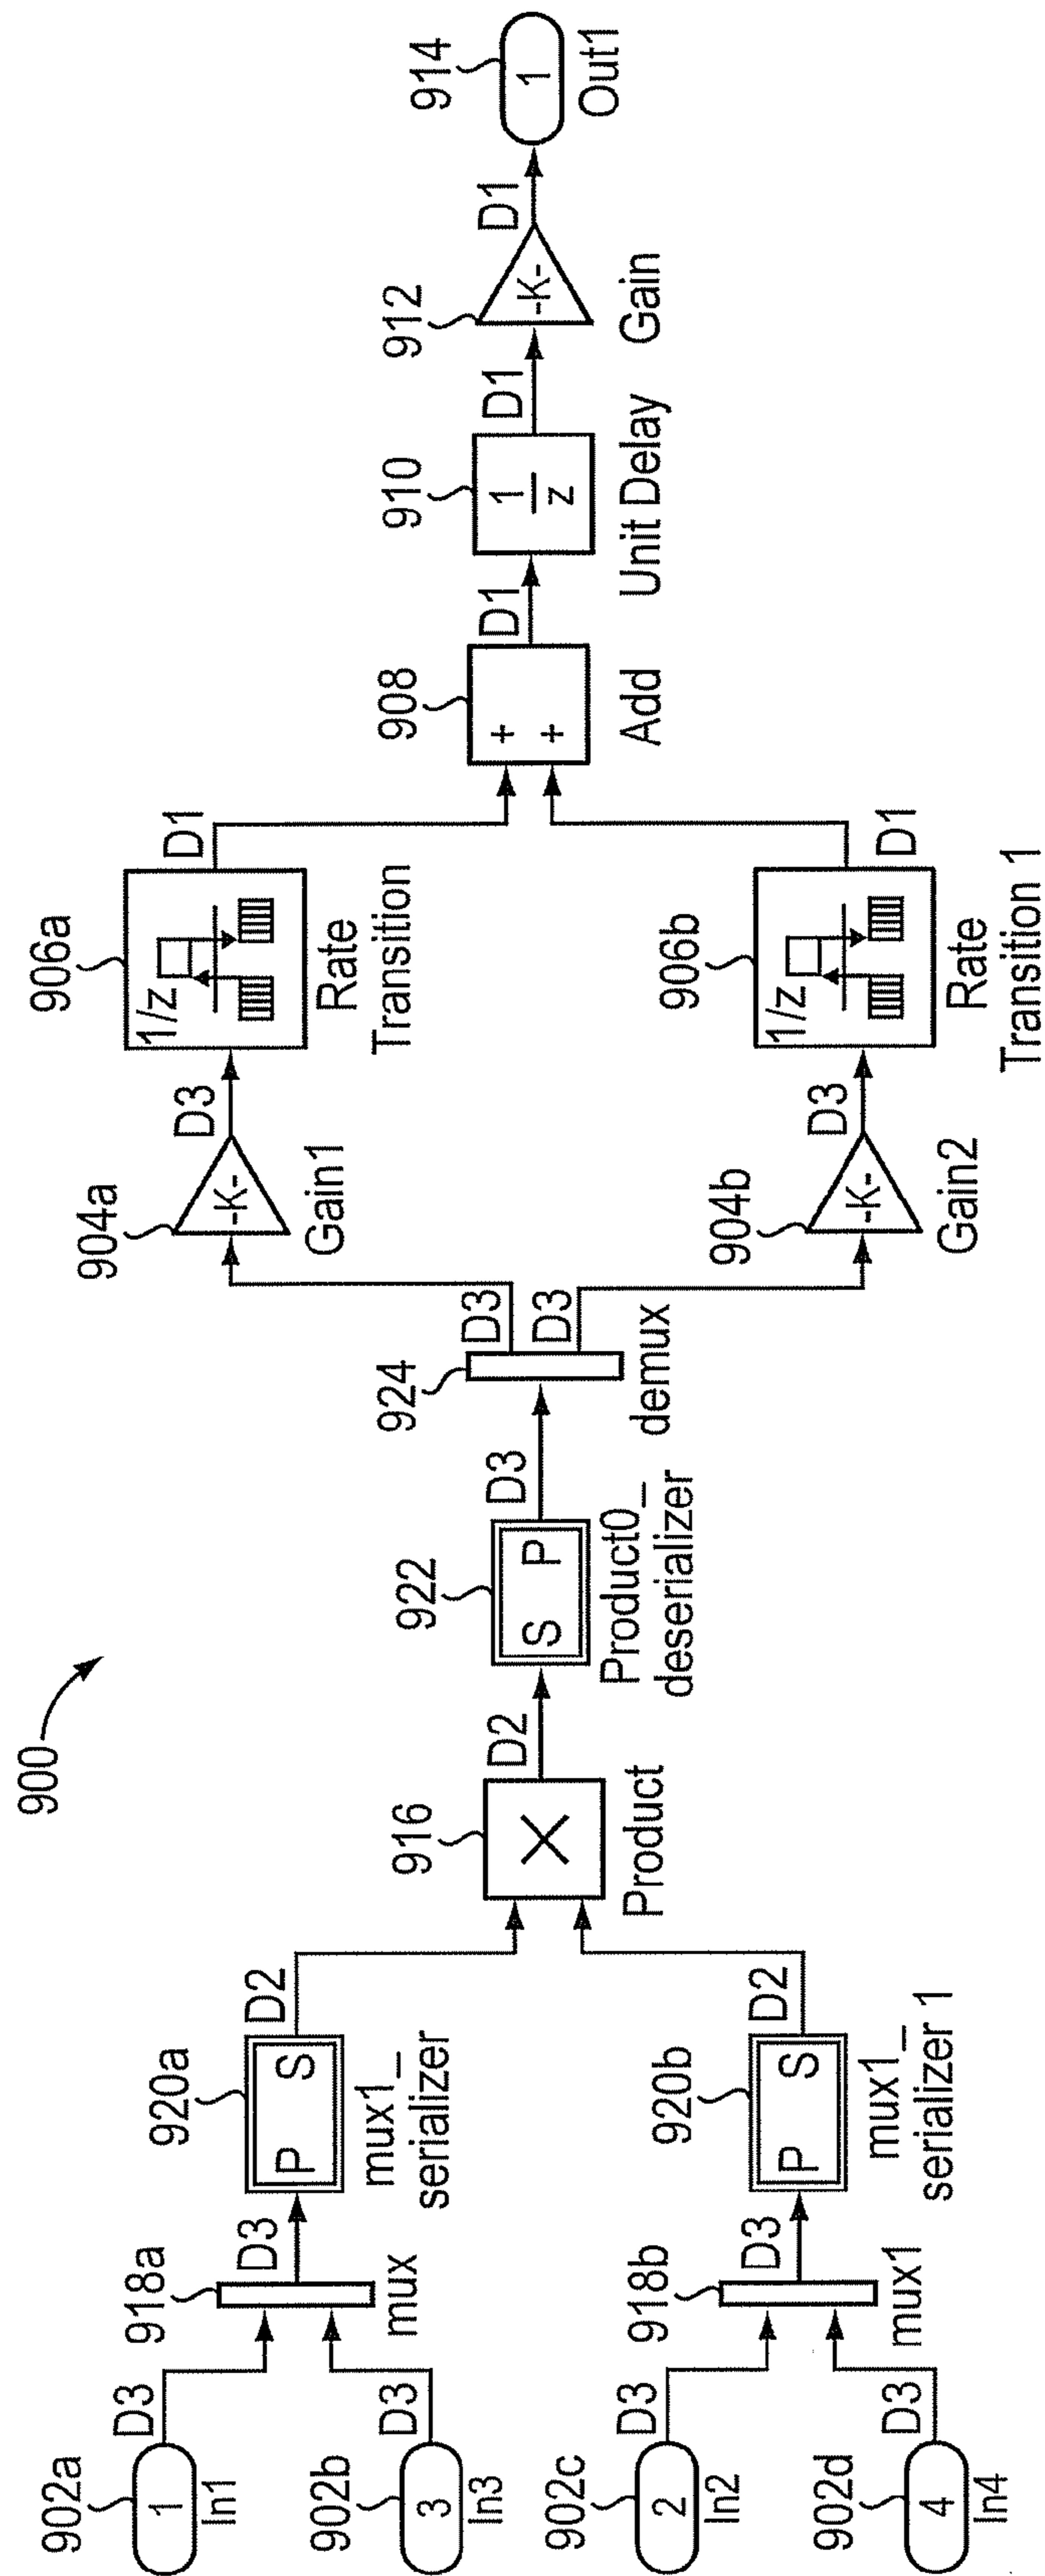 900
902a
1
In1
D3
902b
3
In3
D3
918a
mux
D3
920a
P S
mux1_
serializer
D2
902c
2
In2
D3
902d
4
In4
D3
918b
mux1
D3
920b
P S
mux1_
serializer 1
D2
916
Product
D2
922
S P
Product0_
deserializer
D3
924
demux
D3
D3
904a
-K-
Gain1
D3
906a
1/z
Rate
Transition
D1
904b
-K-
Gain2
D3
906b
1/z
Rate
Transition 1
D1
908
+
+
Add
D1
910
1
z
Unit Delay
D1
912
-K-
Gain
D1
914
1
Out1